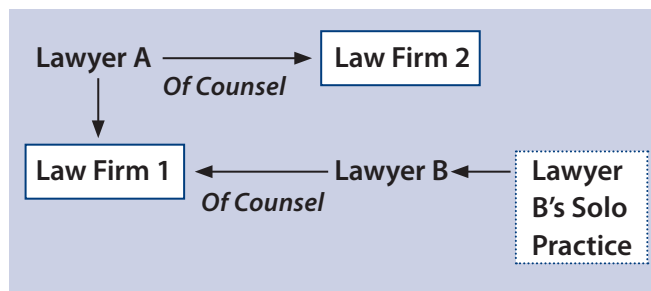 Lawyer A
Law Firm 2
Of Counsel
Law Firm 1
Lawyer B
Of Counsel
Lawyer
B's Solo
Practice